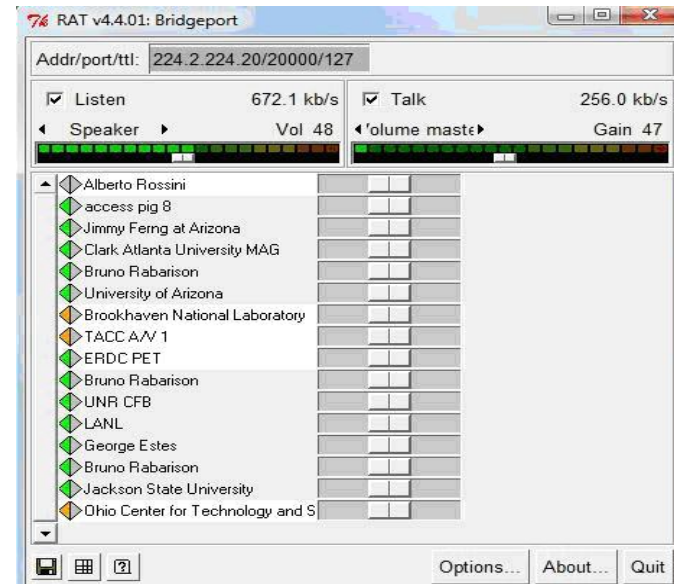 RAT v4.4.01: Bridgeport
Addr/port/ttl: 224.2.224.20/20000/127
Listen 672.1 kb/s Talk 256.0 kb/s
Speaker Vol 48 'olume maste Gain 47
Alberto Rossini
access pig 8
Jimmy Ferng at Arizona
Clark Atlanta University MAG
Bruno Rabarison
University of Arizona
Brookhaven National Laboratory
TACC A/V 1
ERDC PET
Bruno Rabarison
UNR CFB
LANL
George Estes
Bruno Rabarison
Jackson State University
Ohio Center for Technology and S
Options... About... Quit